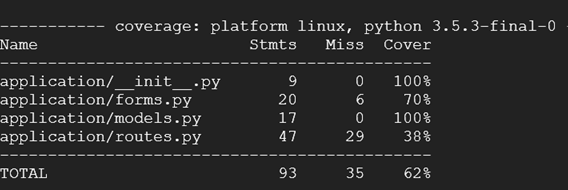 ----------- coverage: platform linux, python 3.5.3-final-0 -
Name                  Stmts   Miss  Cover
-----------------------------------------
application/__init__.py      9      0   100%
application/forms.py        20      6    70%
application/models.py       17      0   100%
application/routes.py       47     29    38%
-----------------------------------------
TOTAL                       93     35    62%